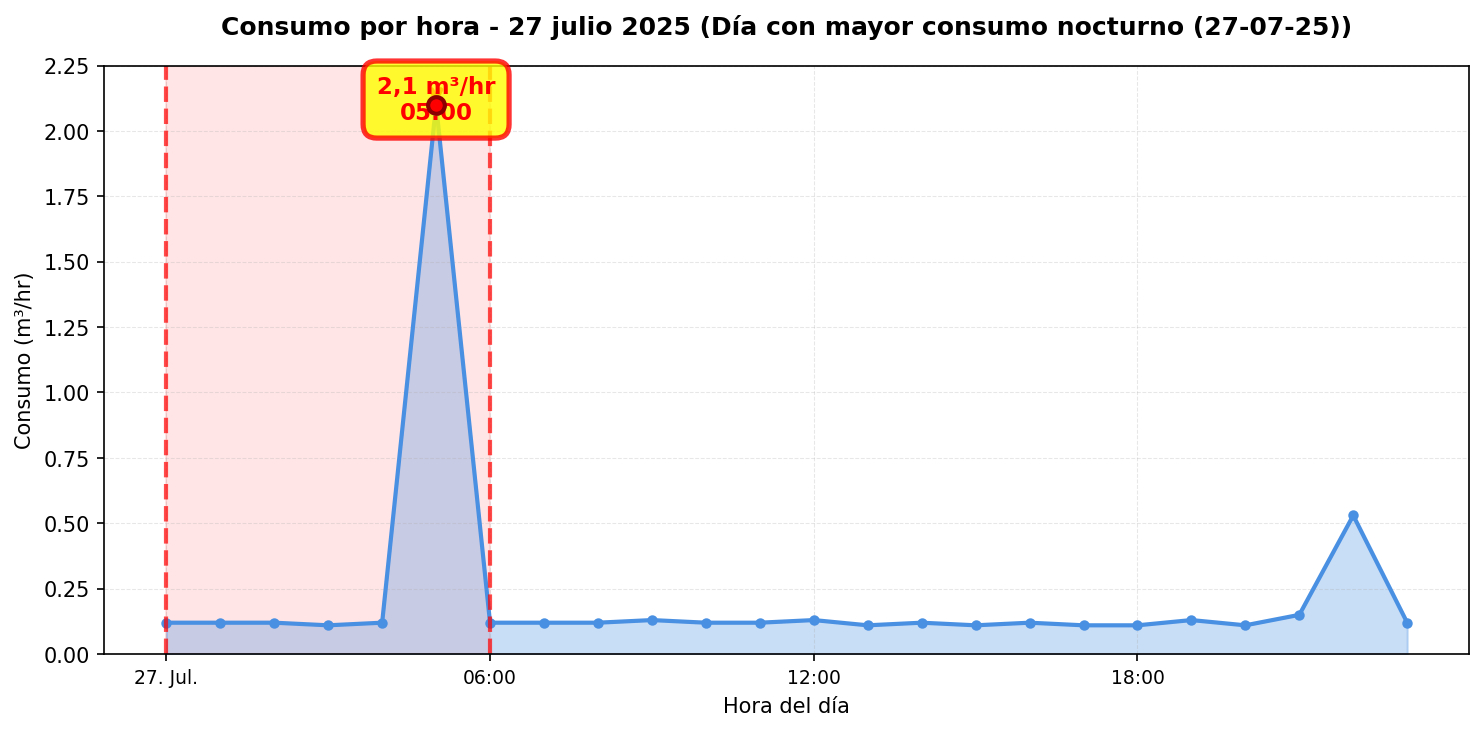 Consumo por hora - 27 julio 2025 (Día con mayor consumo nocturno (27-07-25))
2,1 m³/hr
05:00
Consumo (m³/hr)
2.25
2.00
1.75
1.50
1.25
1.00
0.75
0.50
0.25
0.00
27. Jul.
06:00
12:00
18:00
Hora del día